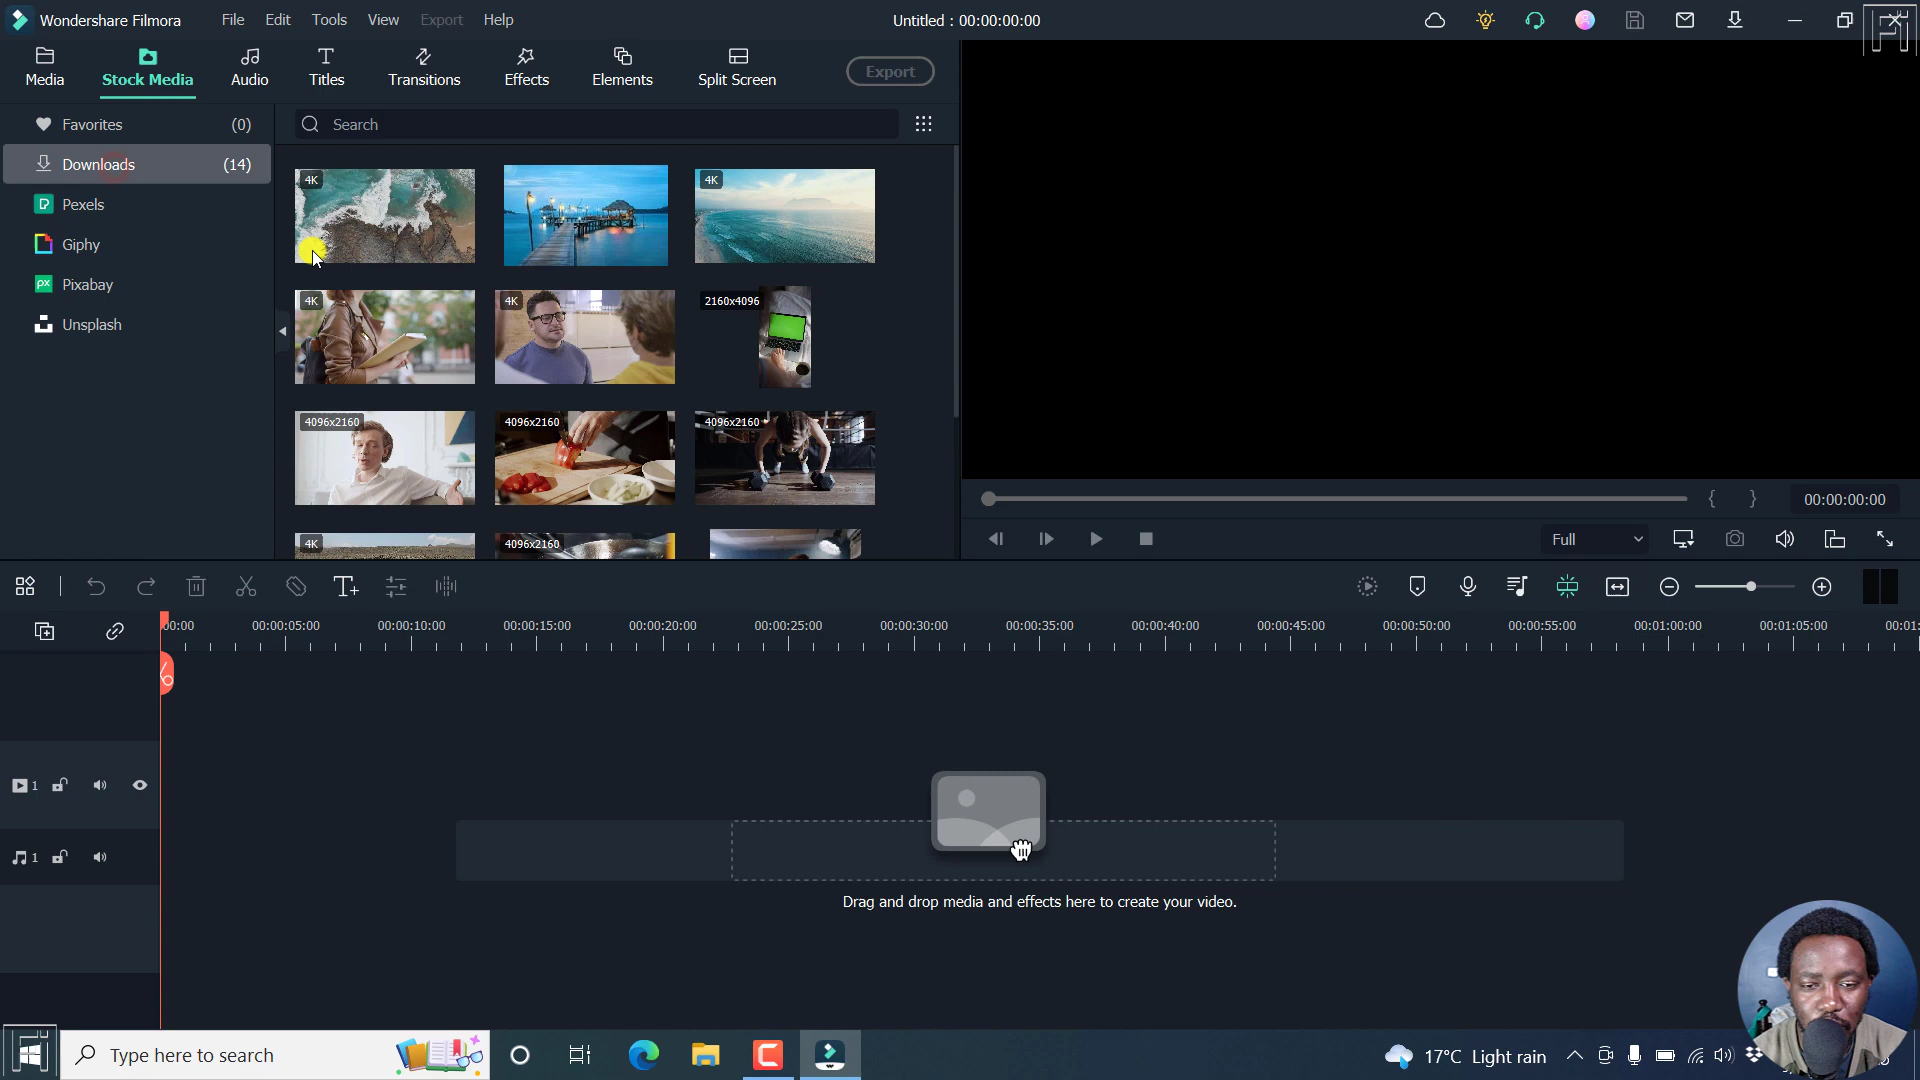 Wondershare Filmora File Edit Tools View Export Help Untitled : 00:00:00:00
Media Stock Media Audio Titles Transitions Effects Elements Split Screen Export
Favorites (0)
Downloads (14)
Pexels
Giphy
Pixabay
Unsplash
Search
4K 4K
4K 4K 2160x4096
4096x2160 4096x2160 4096x2160
4K 4096x2160
{ } 00:00:00:00
Full
00:00 00:00:05:00 00:00:10:00 00:00:15:00 00:00:20:00 00:00:25:00 00:00:30:00 00:00:35:00 00:00:40:00 00:00:45:00 00:00:50:00 00:00:55:00 00:01:00:00 00:01:05:00 00:01:
1
1
Drag and drop media and effects here to create your video.
Type here to search
17°C Light rain